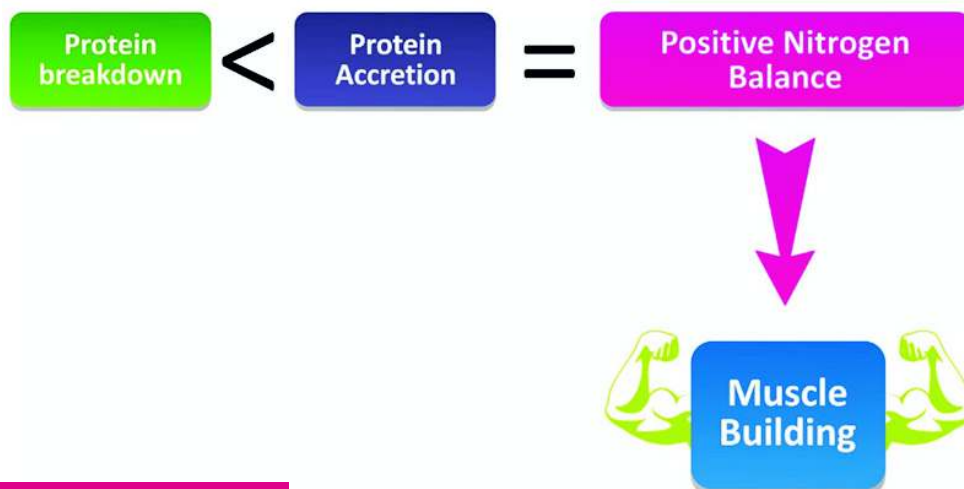 Protein
breakdown
<
Protein
Accretion
=
Positive Nitrogen
Balance
Muscle
Building